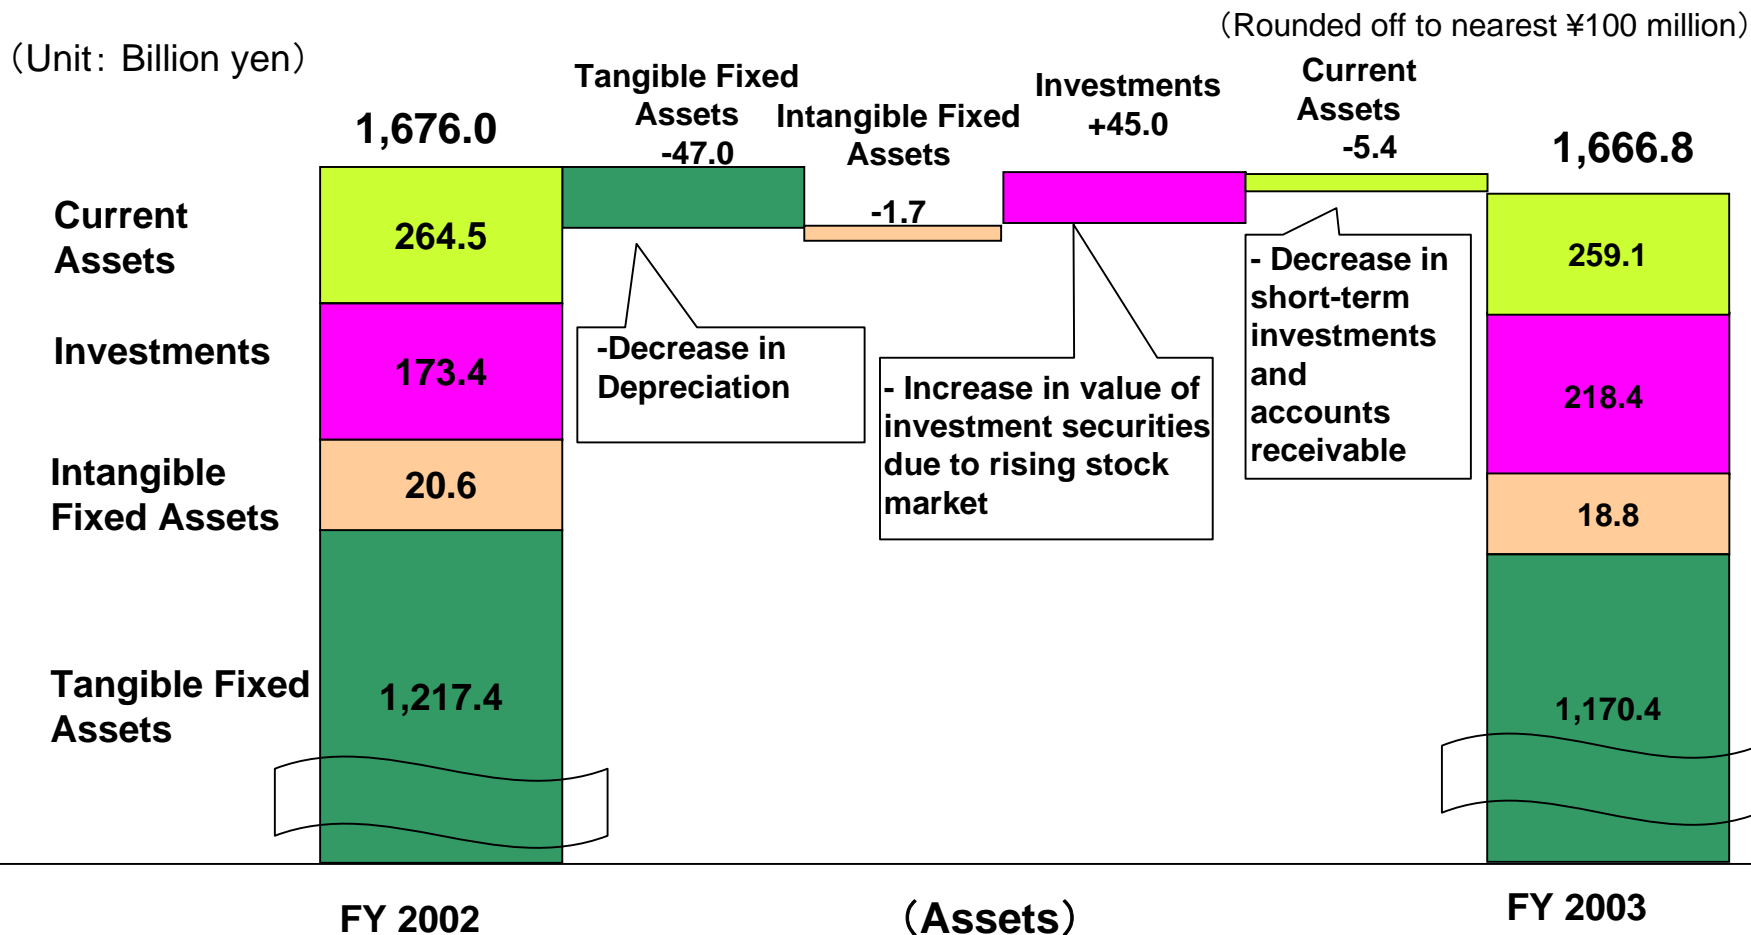 (Rounded off to nearest ¥100 million)
（Unit：Billion yen）
1,676.0
Tangible Fixed
Assets
-47.0
Intangible Fixed
Assets
-1.7
Investments
+45.0
Current
Assets
-5.4
1,666.8
Current
Assets
264.5
Investments
173.4
Intangible
Fixed Assets
20.6
Tangible Fixed
Assets
1,217.4
-Decrease in
Depreciation
- Increase in value of
investment securities
due to rising stock
market
- Decrease in
short-term
investments
and
accounts
receivable
259.1
218.4
18.8
1,170.4
FY 2002
（Assets）
FY 2003